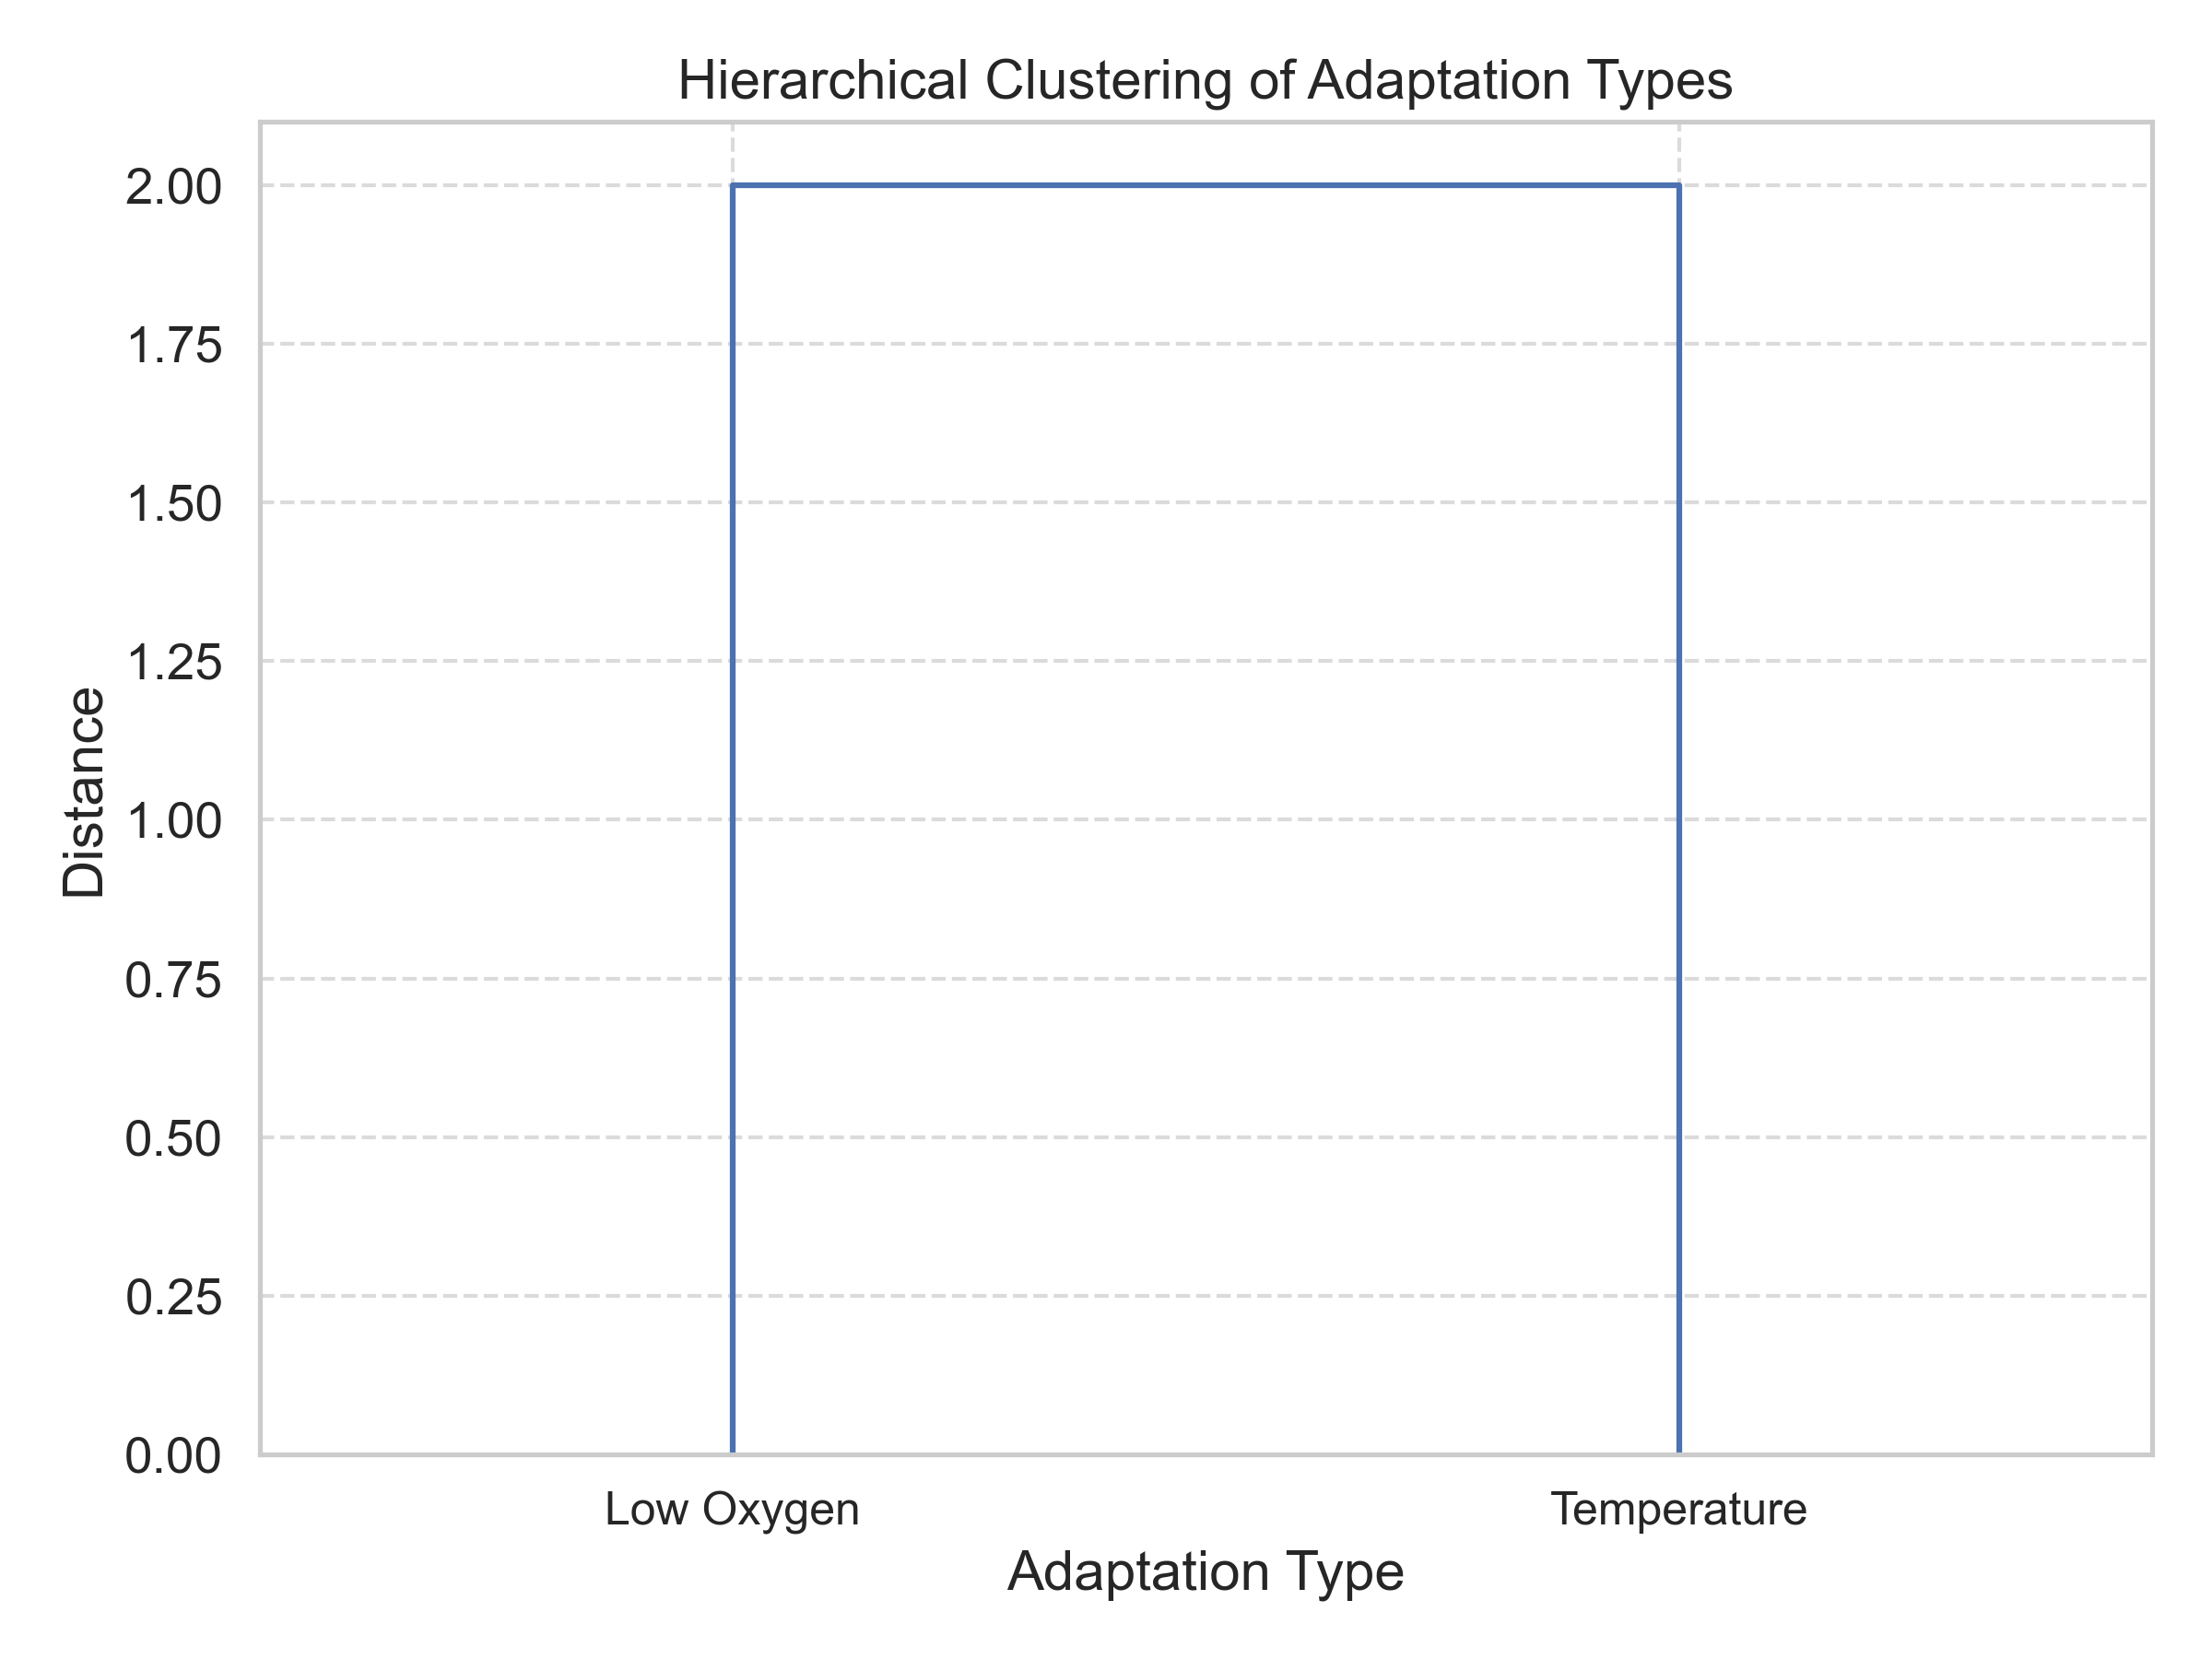 Hierarchical Clustering of Adaptation Types
2.00
1.75
1.50
1.25
1.00
0.75
0.50
0.25
0.00
Distance
Low Oxygen
Temperature
Adaptation Type